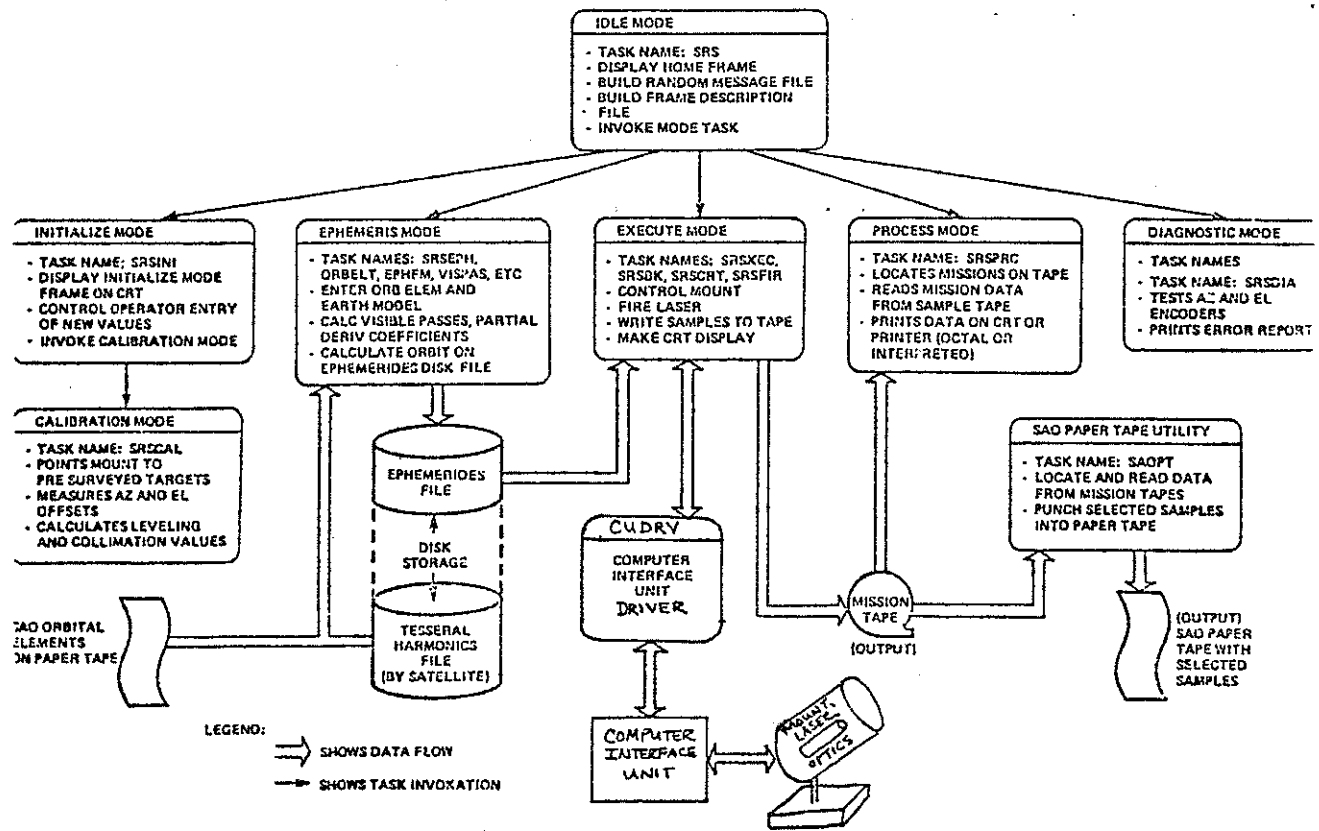 IDLE MODE
- TASK NAME: SRS
- DISPLAY HOME FRAME
- BUILD RANDOM MESSAGE FILE
- BUILD FRAME DESCRIPTION
- FILE
- INVOKE MODE TASK
INITIALIZE MODE
- TASK NAME; SRSINI
- DISPLAY INITIALIZE MODE
FRAME ON CRT
- CONTROL OPERATOR ENTRY
OF NEW VALUES
- INVOKE CALIBRATION MODE
EPHEMERIS MODE
- TASK NAMES: SRSEPH,
ORBELT, EPHFM, VISPAS, ETC
- ENTER ORB ELEM AND
EARTH MODEL
- CALC VISIBLE PASSES, PARTIAL
DERIV COEFFICIENTS
- CALCULATE ORBIT ON
EPHEMERIDES DISK FILE
EXECUTE MODE
- TASK NAMES: SRSXEC,
SRSBK, SRSCRT, SRSFIR
- CONTROL MOUNT
- FIRE LASER
- WRITE SAMPLES TO TAPE
- MAKE CRT DISPLAY
PROCESS MODE
- TASK NAME: SRSPRC
- LOCATES MISSIONS ON TAPE
- READS MISSION DATA
FROM SAMPLE TAPE
- PRINTS DATA ON CRT OR
PRINTER (OCTAL OR
INTERPRETED)
DIAGNOSTIC MODE
- TASK NAMES
- TASK NAME: SRSDIA
- TESTS AZ AND EL
ENCODERS
- PRINTS ERROR REPORT
CALIBRATION MODE
- TASK NAME: SRSCAL
- POINTS MOUNT TO
PRE SURVEYED TARGETS
- MEASURES AZ AND EL
OFFSETS
- CALCULATES LEVELING
AND COLLIMATION VALUES
EPHEMERIDES
FILE
DISK
STORAGE
TESSERAL
HARMONICS
FILE
(BY SATELLITE)
SAO ORBITAL
ELEMENTS
ON PAPER TAPE
CUDRV
COMPUTER
INTERFACE
UNIT
DRIVER
MISSION
TAPE
(OUTPUT)
SAO PAPER TAPE UTILITY
- TASK NAME: SAOPT
- LOCATE AND READ DATA
FROM MISSION TAPES
- PUNCH SELECTED SAMPLES
INTO PAPER TAPE
(OUTPUT)
SAO PAPER
TAPE WITH
SELECTED
SAMPLES
COMPUTER
INTERFACE
UNIT
MOUNT,
LASER,
OPTICS
LEGEND:
SHOWS DATA FLOW
SHOWS TASK INVOKATION